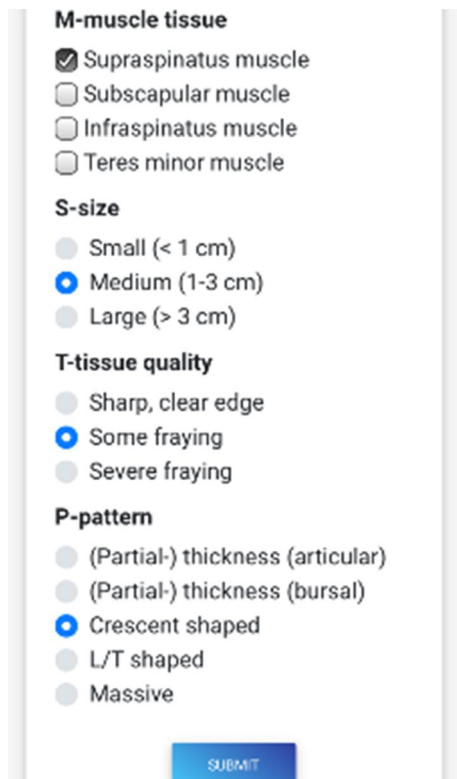 M-muscle tissue
Supraspinatus muscle
Subscapular muscle
Infraspinatus muscle
Teres minor muscle
S-size
Small (< 1 cm)
Medium (1-3 cm)
Large (> 3 cm)
T-tissue quality
Sharp, clear edge
Some fraying
Severe fraying
P-pattern
(Partial-) thickness (articular)
(Partial-) thickness (bursal)
Crescent shaped
L/T shaped
Massive
SUBMIT